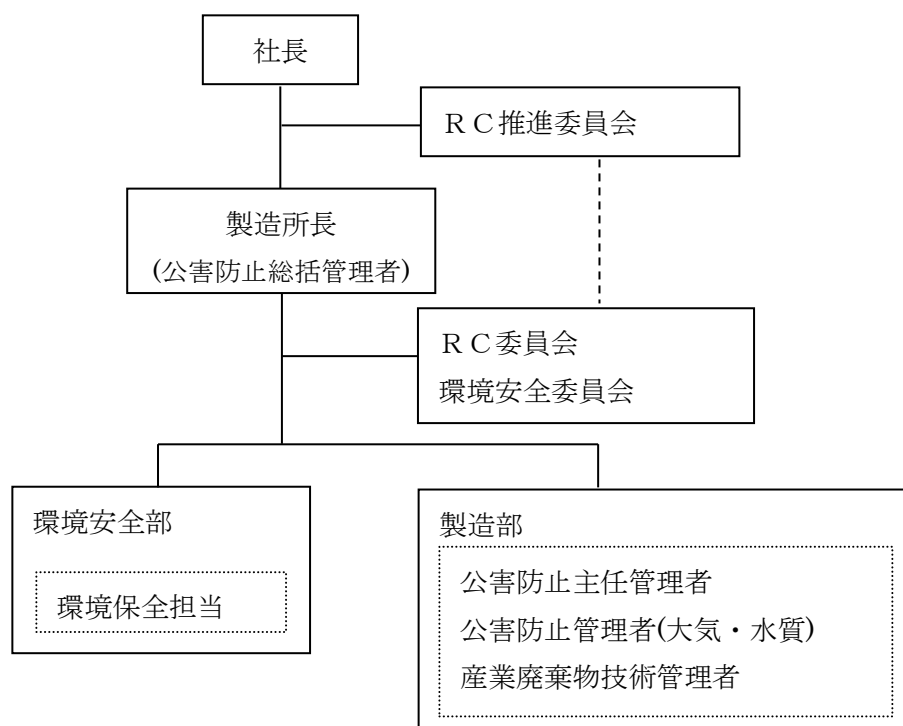 社長
ＲＣ推進委員会
製造所長
(公害防止総括管理者)
ＲＣ委員会
環境安全委員会
環境安全部
環境保全担当
製造部
公害防止主任管理者
公害防止管理者(大気・水質)
産業廃棄物技術管理者